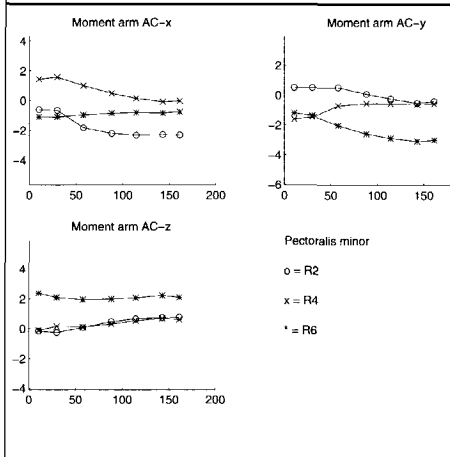 Moment arm AC-x
4
2
0
-2
-4
0 50 100 150 200
Moment arm AC-y
2
0
-2
-4
-6
0 50 100 150
Moment arm AC-z
4
2
0
-2
-4
0 50 100 150 200
Pectoralis minor
o = R2
x = R4
* = R6